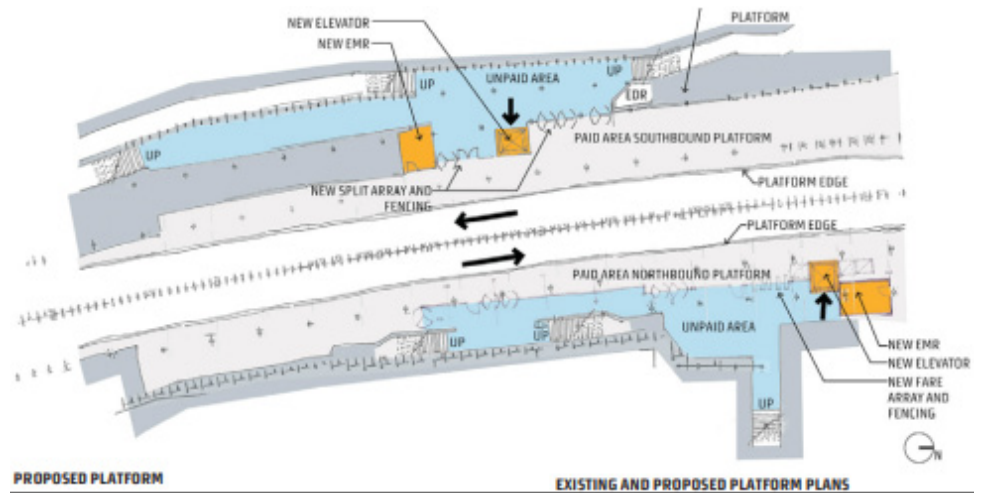 NEW ELEVATOR
PLATFORM
NEW EMR
UP
UNPAID AREA
UP
EDR
PAID AREA SOUTHBOUND PLATFORM
UP
NEW SPLIT ARRAY AND
FENCING
PLATFORM EDGE
PLATFORM EDGE
PAID AREA NORTHBOUND PLATFORM
UNPAID AREA
UP
UP
NEW EMR
NEW ELEVATOR
NEW FARE
ARRAY AND
FENCING
UP
N
PROPOSED PLATFORM
EXISTING AND PROPOSED PLATFORM PLANS